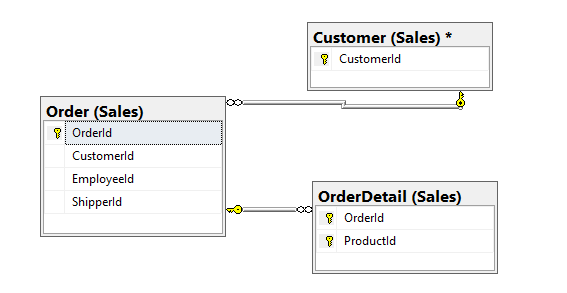 Customer (Sales) *
CustomerId
Order (Sales)
OrderId
CustomerId
EmployeeId
ShipperId
OrderDetail (Sales)
OrderId
ProductId